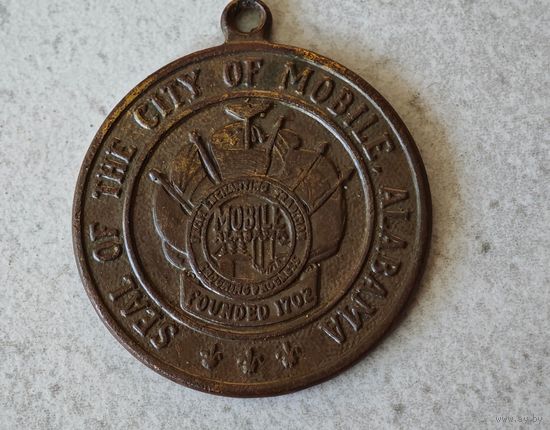 SEAL OF THE CITY OF MOBILE, ALABAMA
MOBILE
FOUNDED 1702
www.ay.by